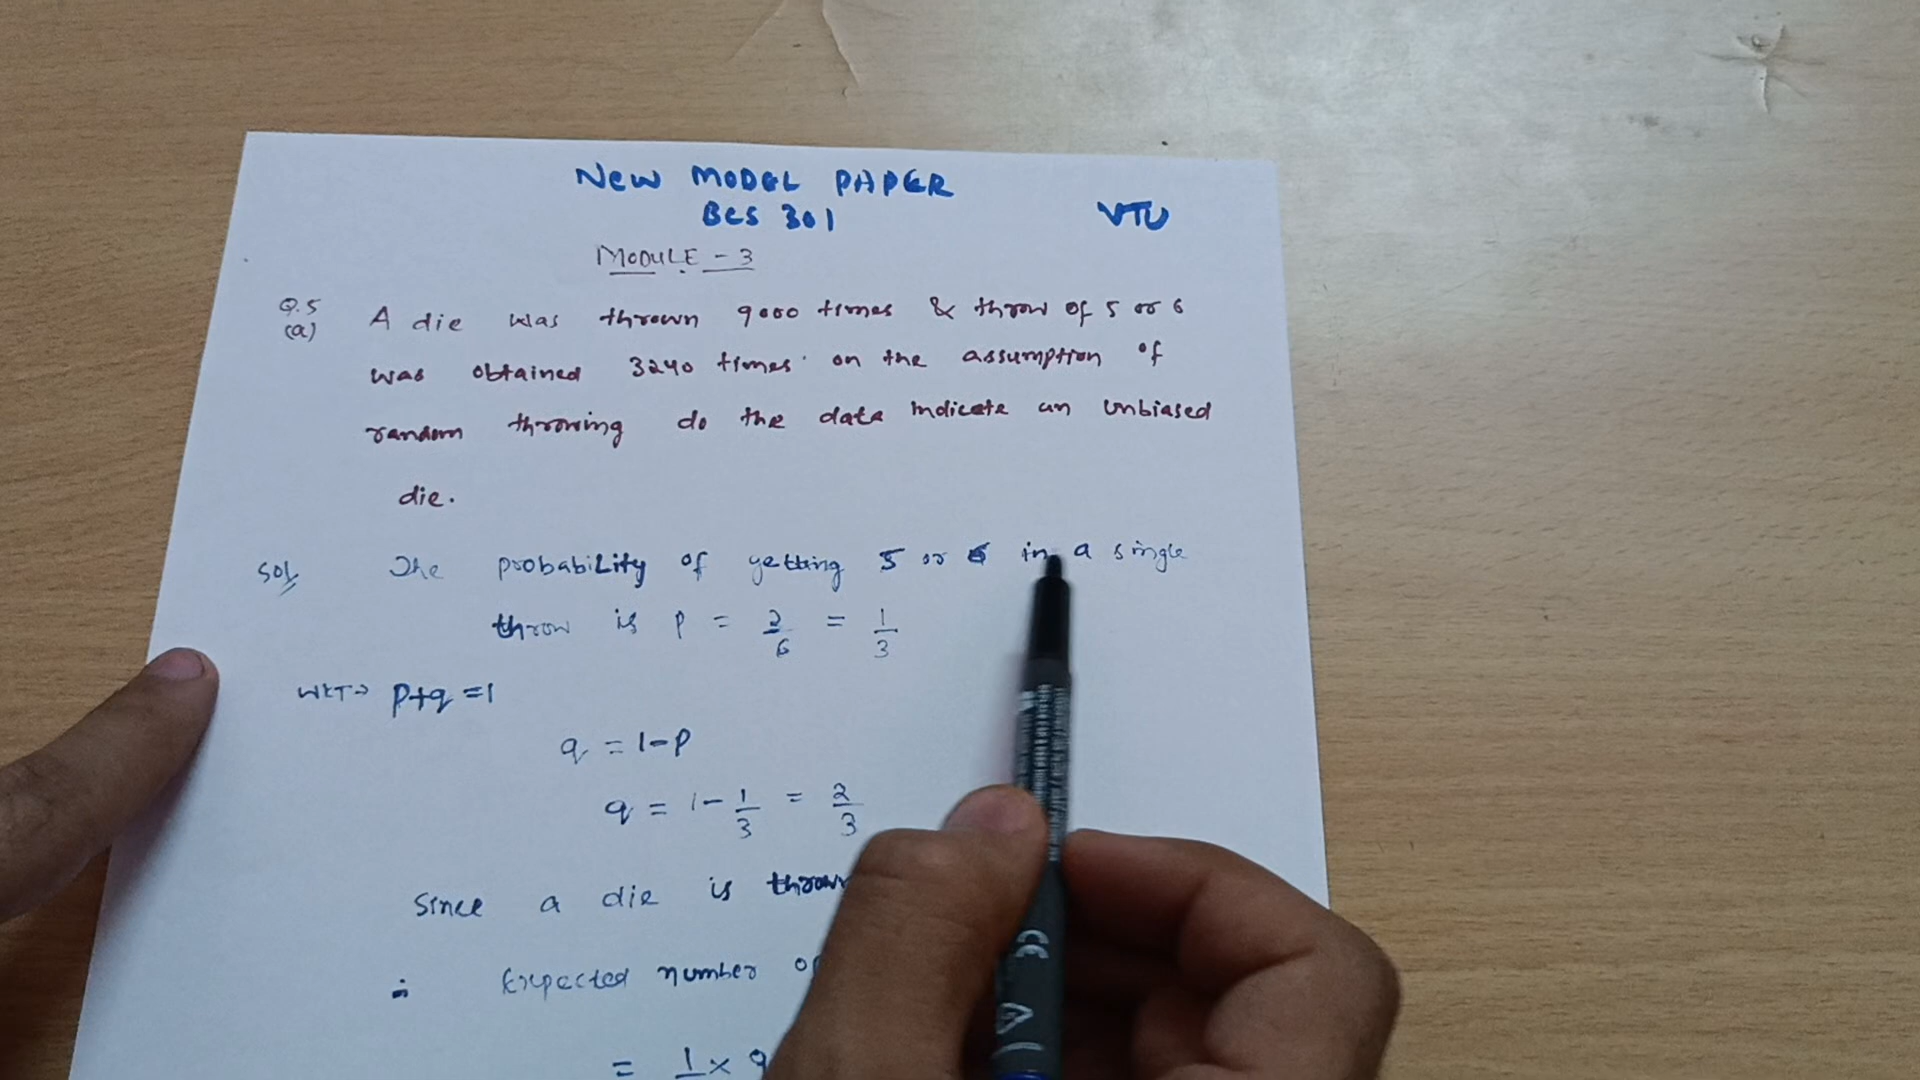 NEW MODEL PAPER
BCS 301
VTU
MODULE - 3
Q.5
(a)
A die was thrown 9000 times & throw of 5 or 6
was obtained 3240 times on the assumption of
random throwing do the data indicate an unbiased
die.
Sol
The probability of getting 5 or 6 in a single
throw is p = 2/6 = 1/3
WKT→ p+q=1
q = 1-p
q = 1 - 1/3 = 2/3
Since a die is thrown
∴ Expected number of
= 1 × 9
CE